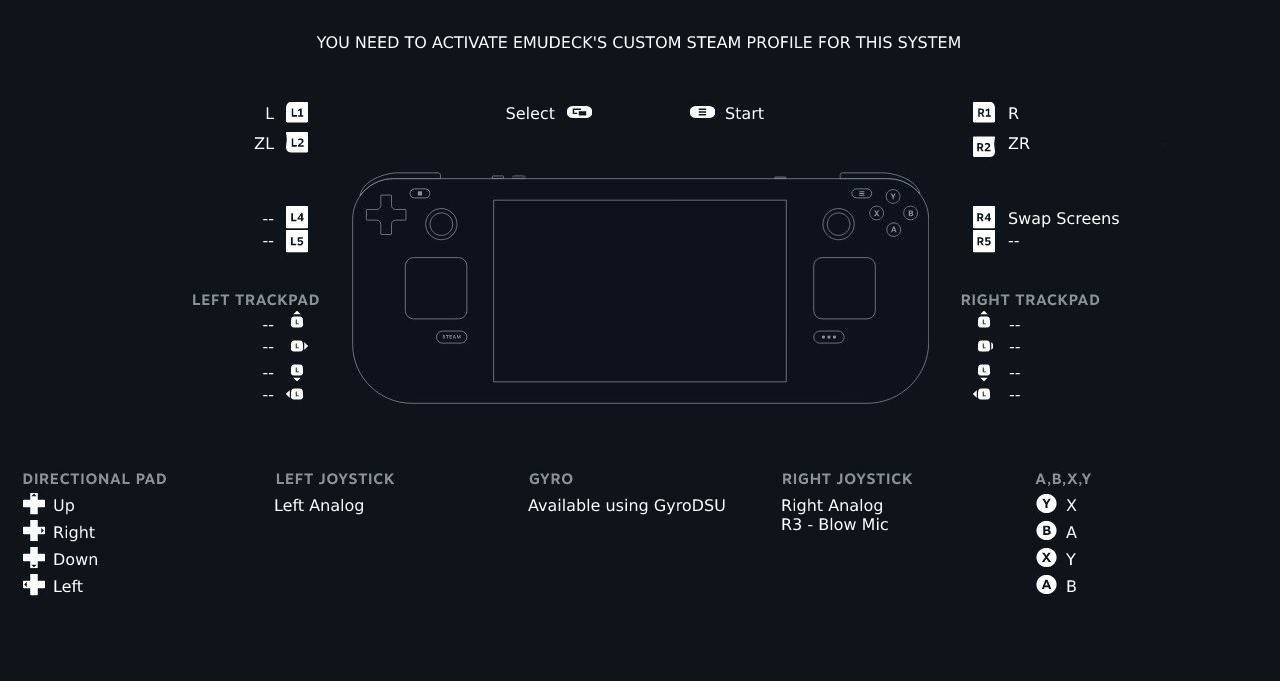 YOU NEED TO ACTIVATE EMUDECK'S CUSTOM STEAM PROFILE FOR THIS SYSTEM
L L1
Select
Start
R1 R
ZL L2
R2 ZR
-- L4
R4 Swap Screens
-- L5
R5 --
Y
X B
A
STEAM
LEFT TRACKPAD
-- L
-- L
-- L
-- L
RIGHT TRACKPAD
L --
L --
L --
L --
DIRECTIONAL PAD
Up
Right
Down
Left
LEFT JOYSTICK
Left Analog
GYRO
Available using GyroDSU
RIGHT JOYSTICK
Right Analog
R3 - Blow Mic
A,B,X,Y
Y X
B A
X Y
A B